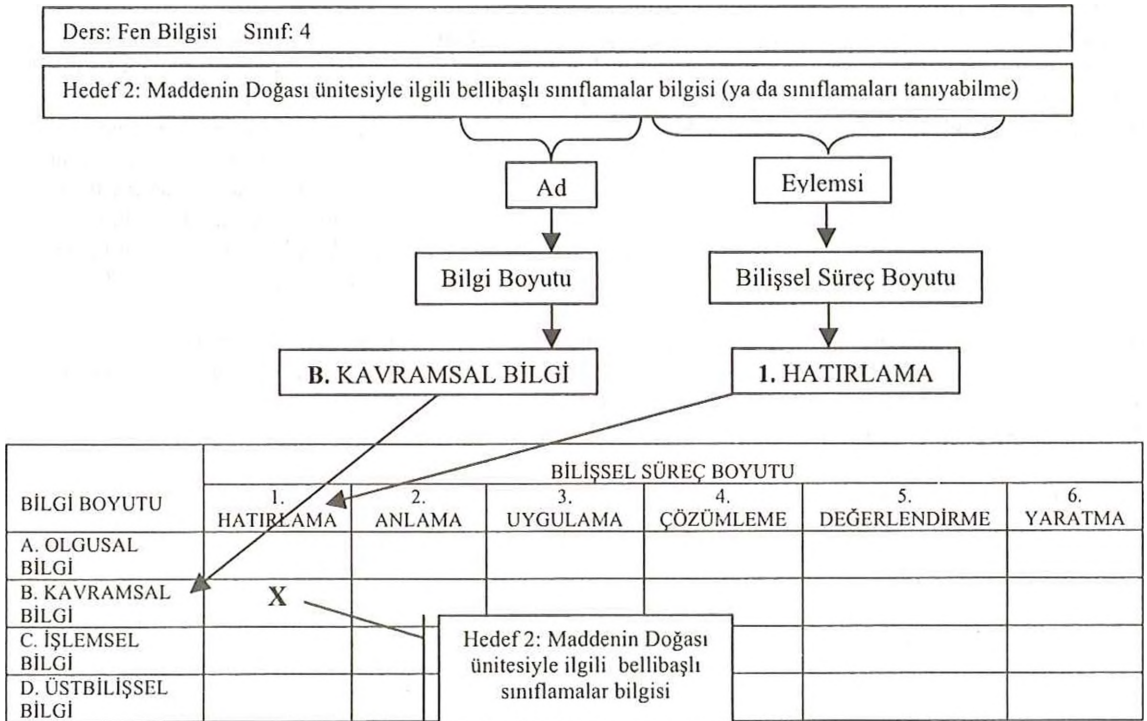 Ders: Fen Bilgisi Sınıf: 4
Hedef 2: Maddenin Doğası ünitesiyle ilgili bellibaşlı sınıflamalar bilgisi (ya da sınıflamaları tanıyabilme)
Ad
Eylemsi
Bilgi Boyutu
Bilişsel Süreç Boyutu
B. KAVRAMSAL BİLGİ
1. HATIRLAMA
BİLGİ BOYUTU
BİLİŞSEL SÜREÇ BOYUTU
1.
HATIRLAMA
2.
ANLAMA
3.
UYGULAMA
4.
ÇÖZÜMLEME
5.
DEĞERLENDİRME
6.
YARATMA
A. OLGUSAL
BİLGİ
B. KAVRAMSAL
BİLGİ
X
C. İŞLEMSEL
BİLGİ
D. ÜSTBİLİŞSEL
BİLGİ
Hedef 2: Maddenin Doğası
ünitesiyle ilgili bellibaşlı
sınıflamalar bilgisi